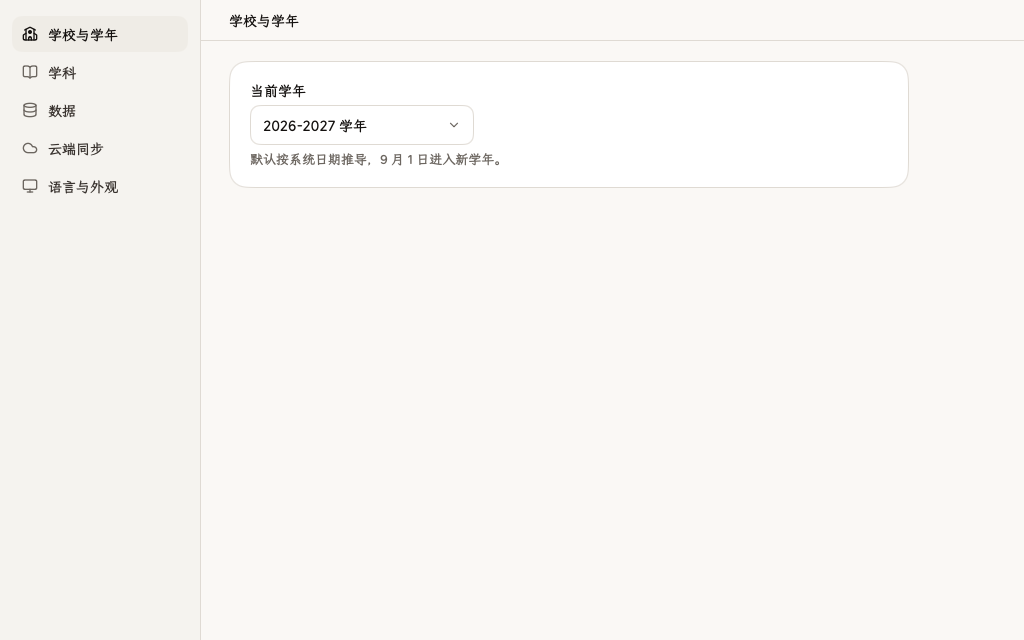 学校与学年
学科
数据
云端同步
语言与外观
学校与学年
当前学年
2026-2027 学年
默认按系统日期推导，9 月 1 日进入新学年。